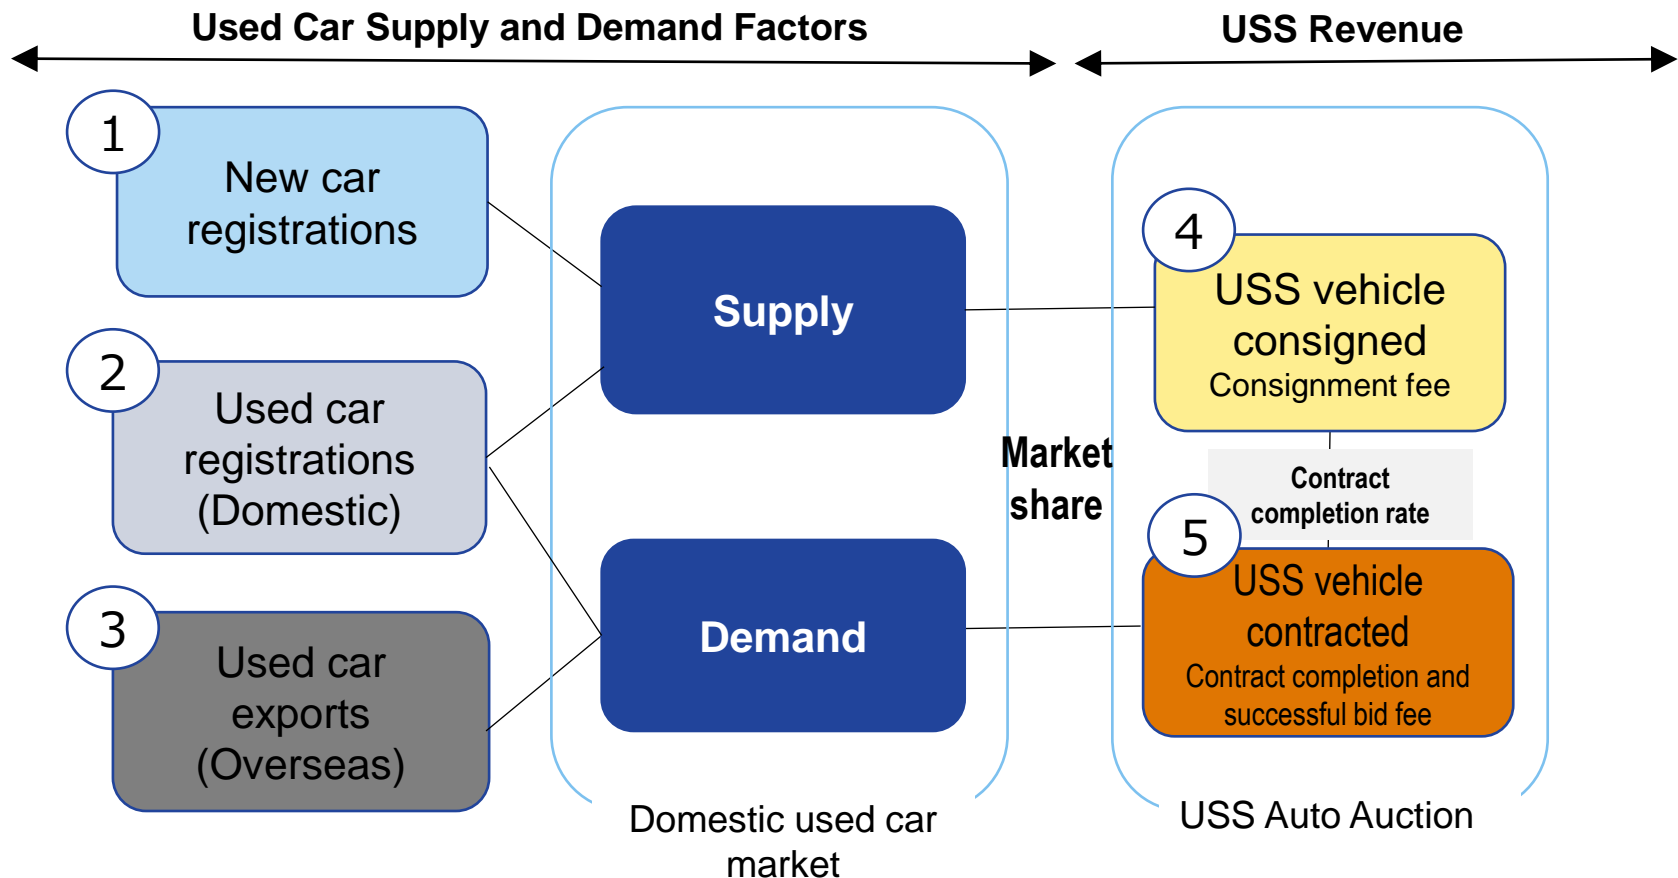 Used Car Supply and Demand Factors
USS Revenue
1
New car
registrations
2
Used car
registrations
(Domestic)
3
Used car
exports
(Overseas)
Supply
Demand
Domestic used car
market
Market
share
4
USS vehicle
consigned
Consignment fee
Contract
completion rate
5
USS vehicle
contracted
Contract completion and
successful bid fee
USS Auto Auction